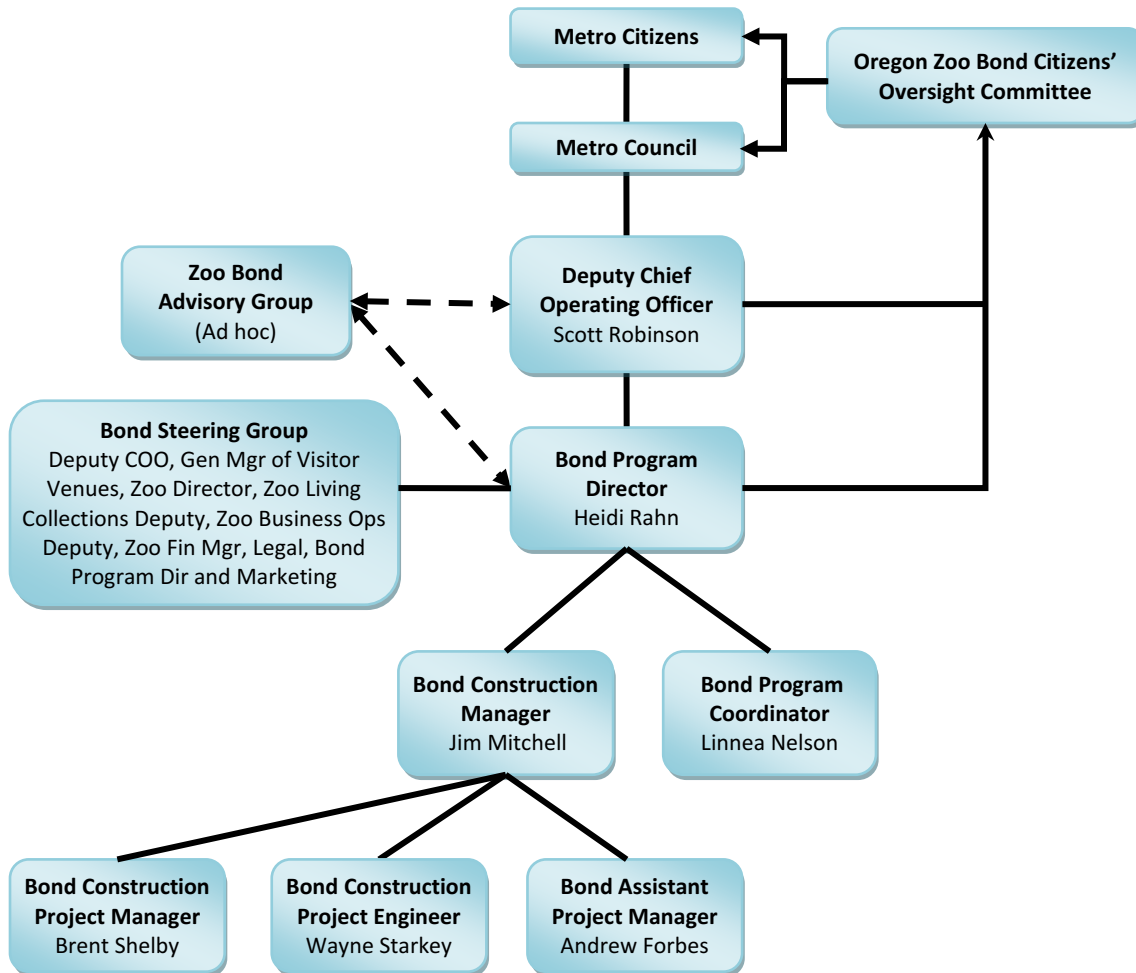 Metro Citizens
Oregon Zoo Bond Citizens’
Oversight Committee
Metro Council
Zoo Bond
Advisory Group
(Ad hoc)
Deputy Chief
Operating Officer
Scott Robinson
Bond Steering Group
Deputy COO, Gen Mgr of Visitor
Venues, Zoo Director, Zoo Living
Collections Deputy, Zoo Business Ops
Deputy, Zoo Fin Mgr, Legal, Bond
Program Dir and Marketing
Bond Program
Director
Heidi Rahn
Bond Construction
Manager
Jim Mitchell
Bond Program
Coordinator
Linnea Nelson
Bond Construction
Project Manager
Brent Shelby
Bond Construction
Project Engineer
Wayne Starkey
Bond Assistant
Project Manager
Andrew Forbes